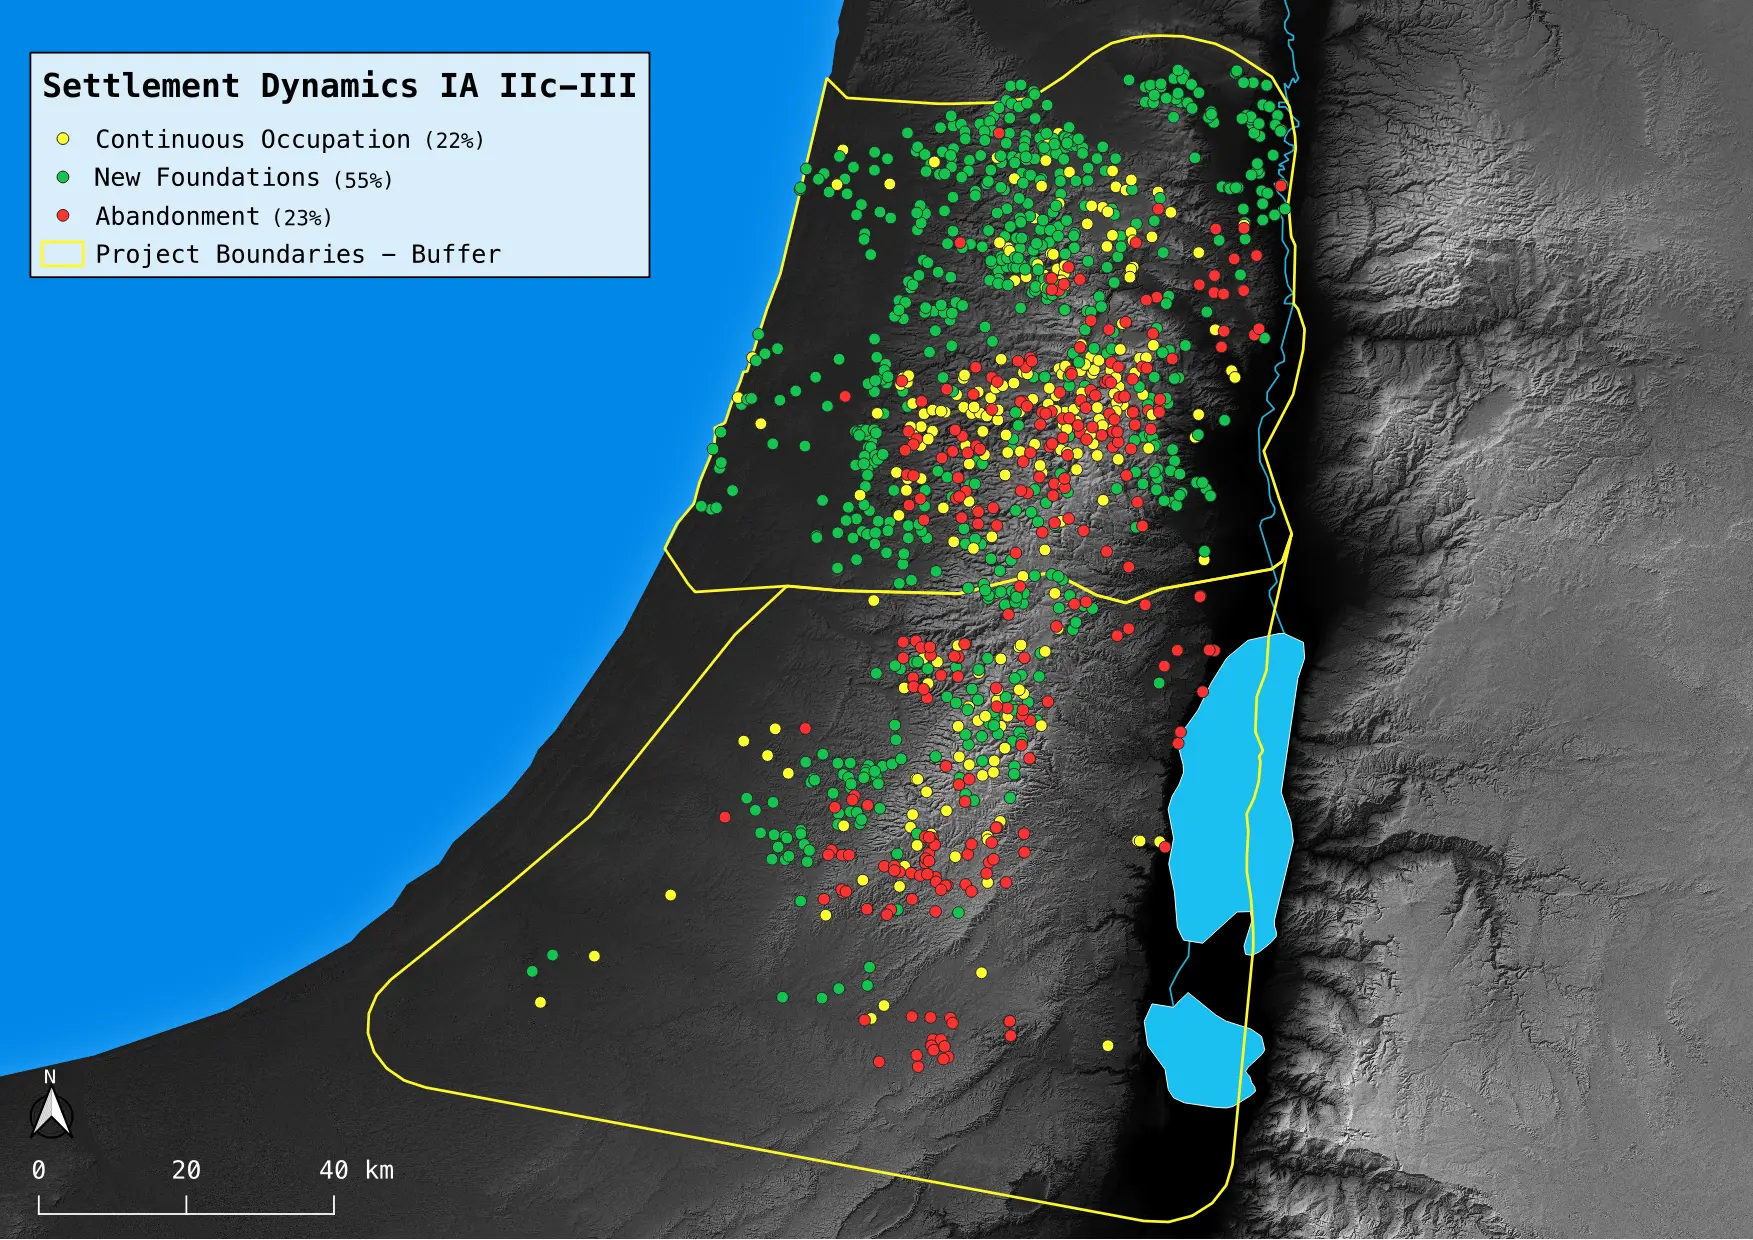 Settlement Dynamics IA IIc–III
Continuous Occupation (22%)
New Foundations (55%)
Abandonment (23%)
Project Boundaries – Buffer
N
0 20 40 km